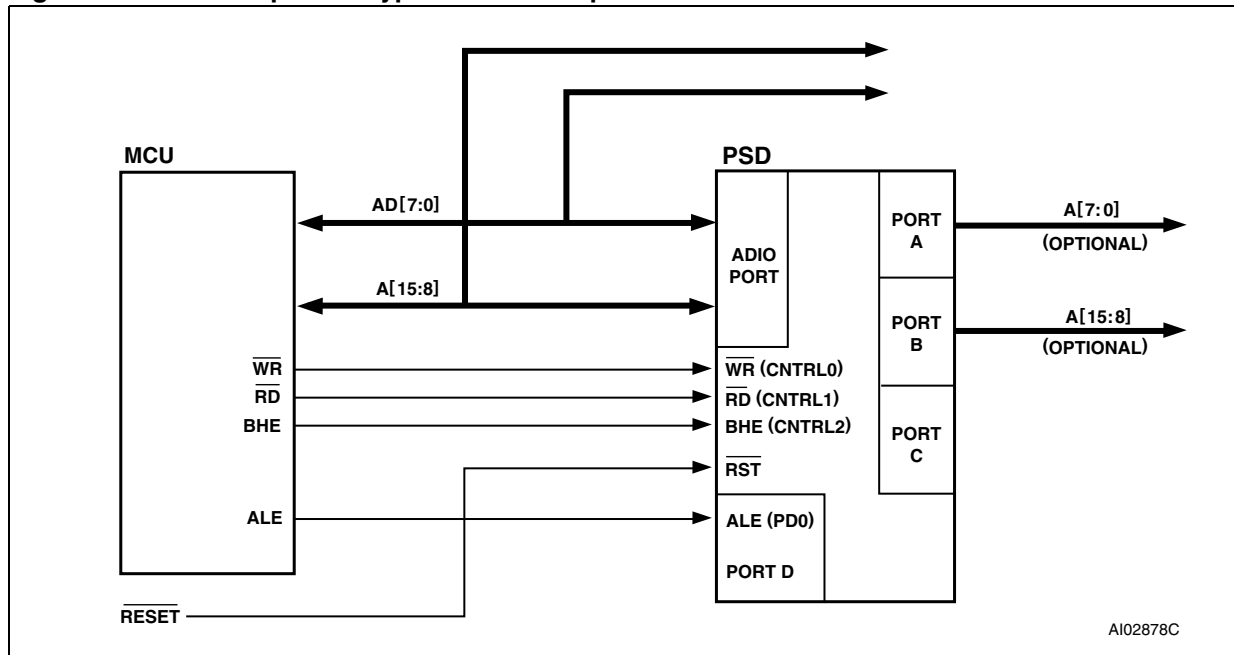 MCU
PSD
AD[7:0]
A[15:8]
WR
RD
BHE
ALE
RESET
ADIO
PORT
WR (CNTRL0)
RD (CNTRL1)
BHE (CNTRL2)
RST
ALE (PD0)
PORT D
PORT
A
PORT
B
PORT
C
A[7:0]
(OPTIONAL)
A[15:8]
(OPTIONAL)
AI02878C